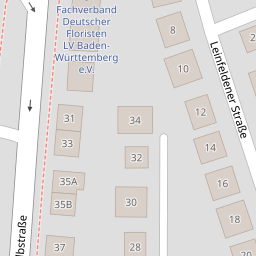 Fachverband
Deutscher
Floristen
LV Baden-
Württemberg
e.V.
8
Leinfeldener Straße
10
12
31
34
33
14
32
35A
16
35B
30
18
37
28
20